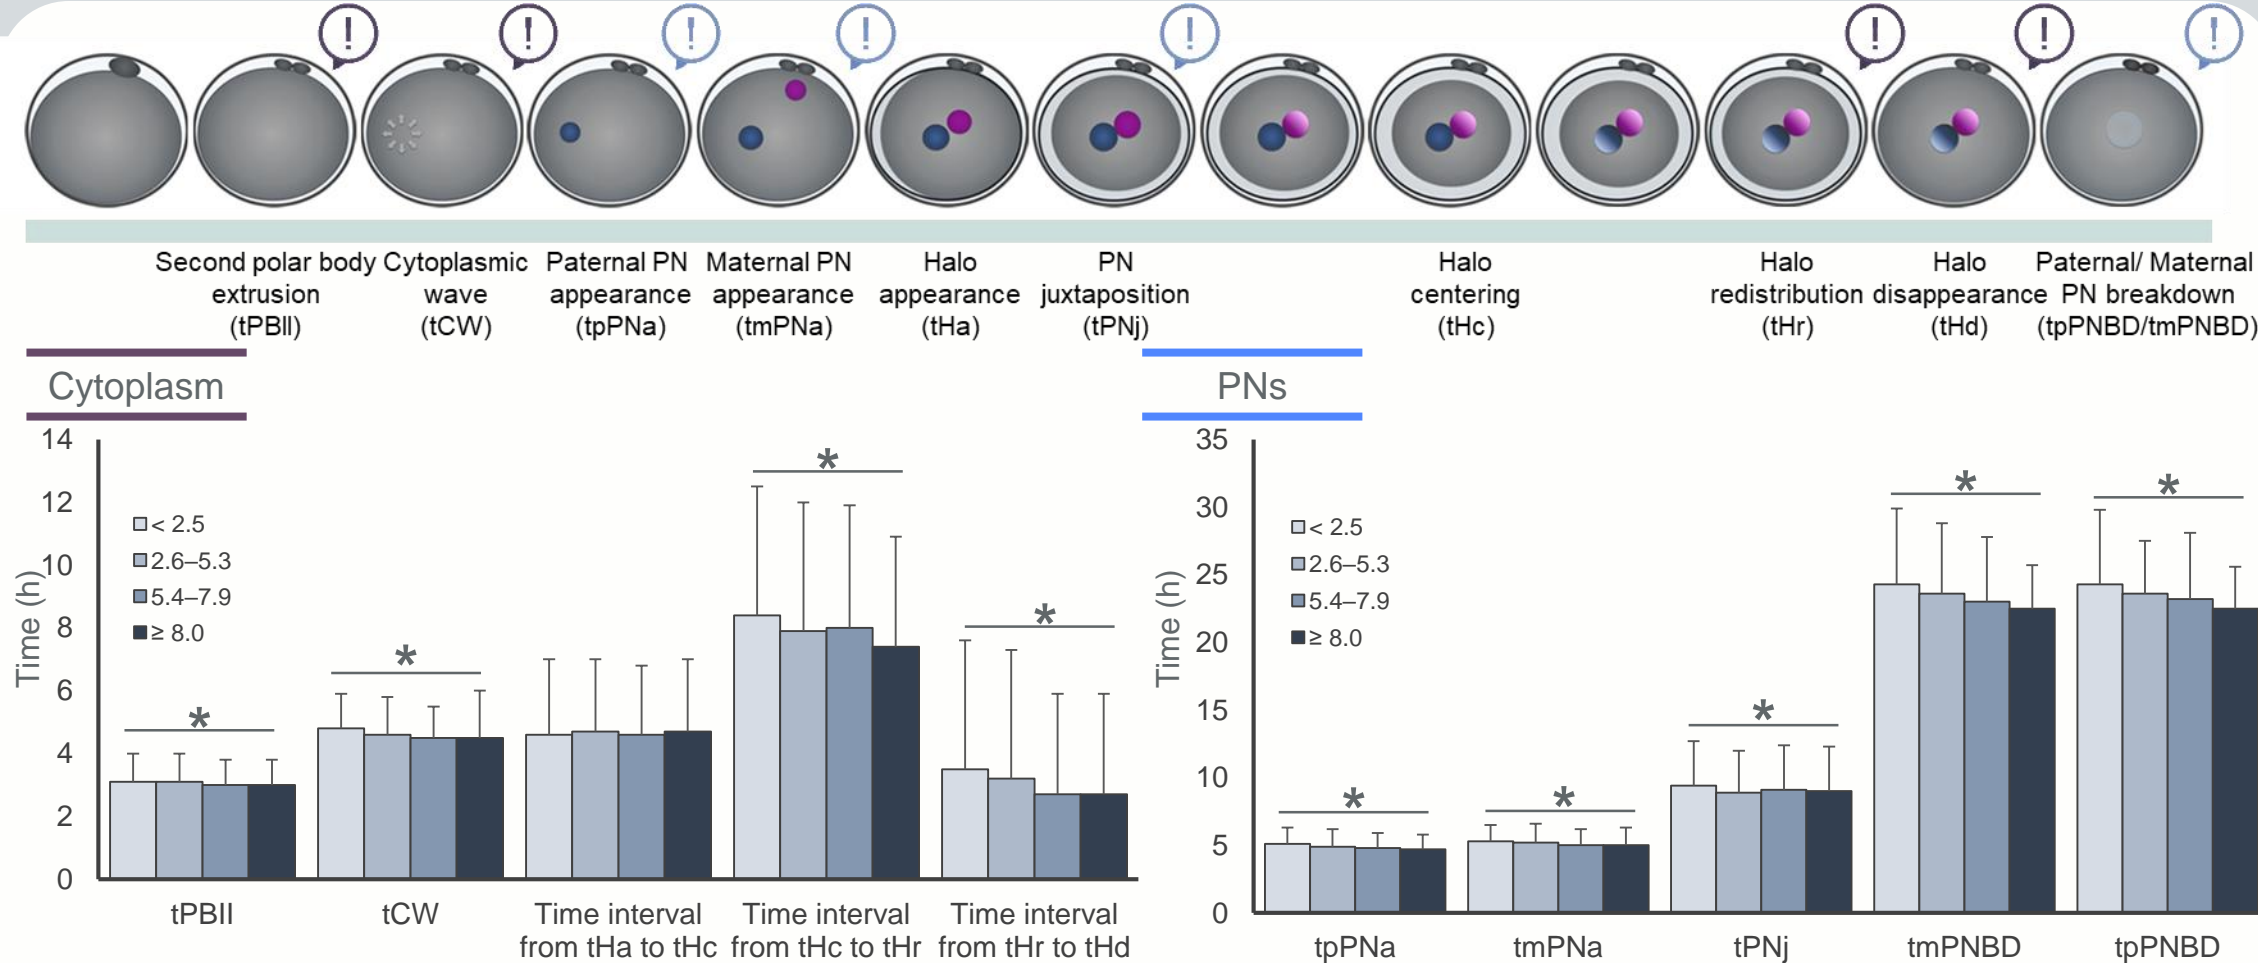 ! ! ! ! ! ! ! !
Second polar body extrusion (tPBII)
Cytoplasmic wave (tCW)
Paternal PN appearance (tpPNa)
Maternal PN appearance (tmPNa)
Halo appearance (tHa)
PN juxtaposition (tPNj)
Halo centering (tHc)
Halo redistribution (tHr)
Halo disappearance (tHd)
Paternal/ Maternal PN breakdown (tpPNBD/tmPNBD)
Cytoplasm
14
12
10
8
6
4
2
0
Time (h)
< 2.5
2.6–5.3
5.4–7.9
≥ 8.0
*
*
*
*
tPBII
tCW
Time interval
from tHa to tHc
Time interval
from tHc to tHr
Time interval
from tHr to tHd
PNs
35
30
25
20
15
10
5
0
Time (h)
< 2.5
2.6–5.3
5.4–7.9
≥ 8.0
*
*
*
*
*
tpPNa
tmPNa
tPNj
tmPNBD
tpPNBD